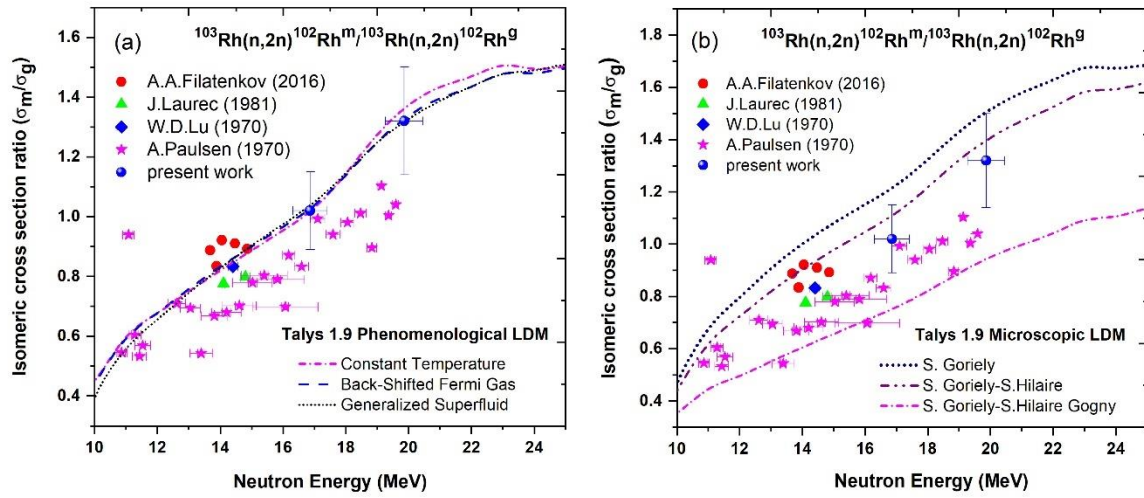 (a)
¹⁰³Rh(n,2n)¹⁰²Rhᵐ/¹⁰³Rh(n,2n)¹⁰²Rhᵍ
A.A.Filatenkov (2016)
J.Laurec (1981)
W.D.Lu (1970)
A.Paulsen (1970)
present work
Talys 1.9 Phenomenological LDM
Constant Temperature
Back-Shifted Fermi Gas
Generalized Superfluid
Isomeric cross section ratio (σm/σg)
1.6
1.4
1.2
1.0
0.8
0.6
0.4
10 12 14 16 18 20 22 24
Neutron Energy (MeV)
(b)
¹⁰³Rh(n,2n)¹⁰²Rhᵐ/¹⁰³Rh(n,2n)¹⁰²Rhᵍ
A.A.Filatenkov (2016)
J.Laurec (1981)
W.D.Lu (1970)
A.Paulsen (1970)
present work
Talys 1.9 Microscopic LDM
S. Goriely
S. Goriely-S.Hilaire
S. Goriely-S.Hilaire Gogny
Isomeric cross section ratio (σm/σg)
1.8
1.6
1.4
1.2
1.0
0.8
0.6
0.4
10 12 14 16 18 20 22 24
Neutron Energy (MeV)